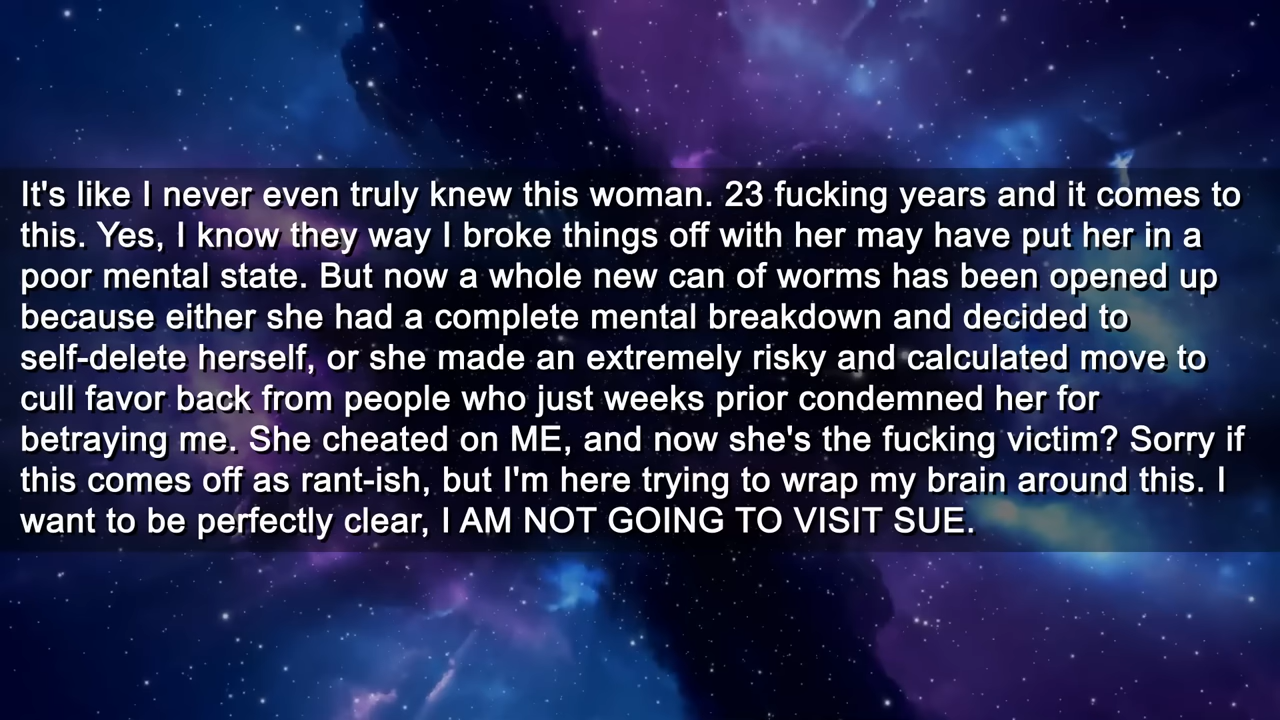 It's like I never even truly knew this woman. 23 fucking years and it comes to
this. Yes, I know they way I broke things off with her may have put her in a
poor mental state. But now a whole new can of worms has been opened up
because either she had a complete mental breakdown and decided to
self-delete herself, or she made an extremely risky and calculated move to
cull favor back from people who just weeks prior condemned her for
betraying me. She cheated on ME, and now she's the fucking victim? Sorry if
this comes off as rant-ish, but I'm here trying to wrap my brain around this. I
want to be perfectly clear, I AM NOT GOING TO VISIT SUE.